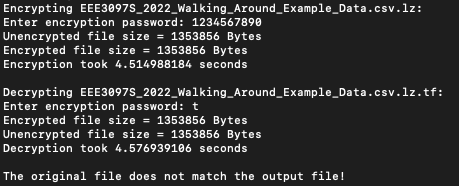 Encrypting EEE3097S_2022_Walking_Around_Example_Data.csv.lz:
Enter encryption password: 1234567890
Unencrypted file size = 1353856 Bytes
Encrypted file size = 1353856 Bytes
Encryption took 4.514988184 seconds
Decrypting EEE3097S_2022_Walking_Around_Example_Data.csv.lz.tf:
Enter encryption password: t
Encrypted file size = 1353856 Bytes
Unencrypted file size = 1353856 Bytes
Decryption took 4.576939106 seconds
The original file does not match the output file!